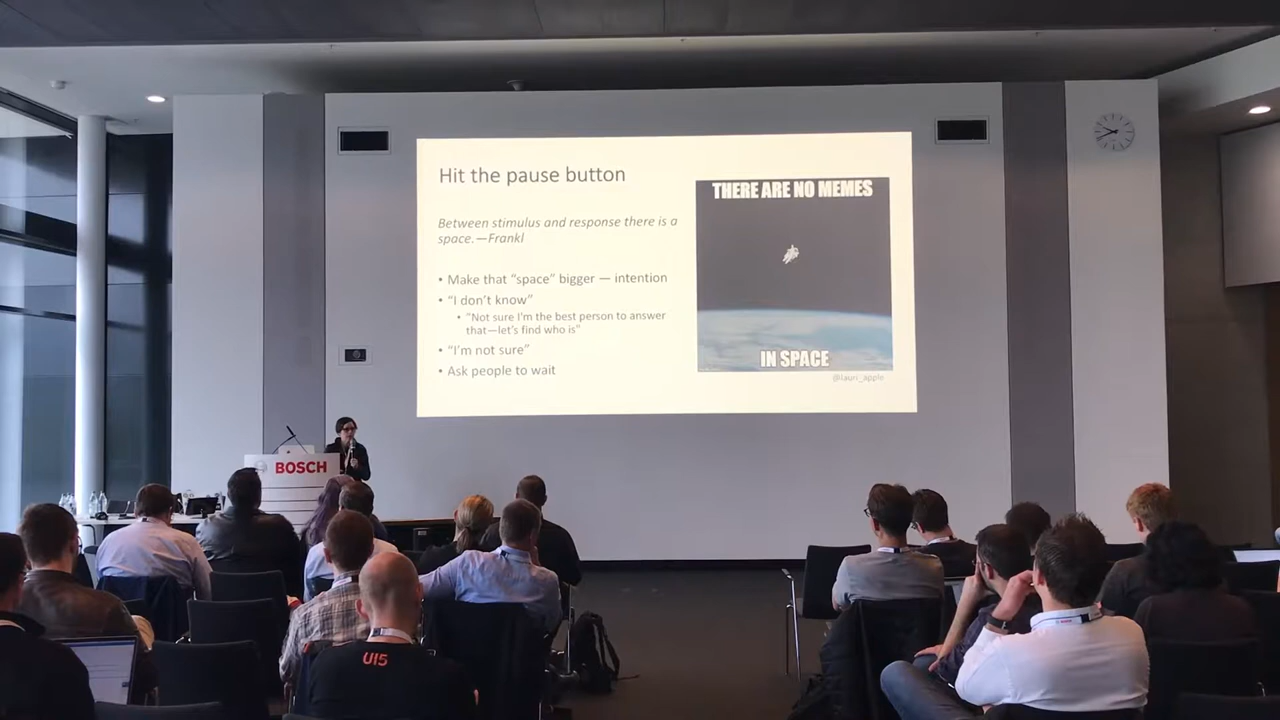 Hit the pause button
Between stimulus and response there is a
space.—Frankl
• Make that “space” bigger — intention
• “I don’t know”
• "Not sure I'm the best person to answer
that—let's find who is"
• “I’m not sure”
• Ask people to wait
THERE ARE NO MEMES
IN SPACE
@lauri_apple
BOSCH
U15